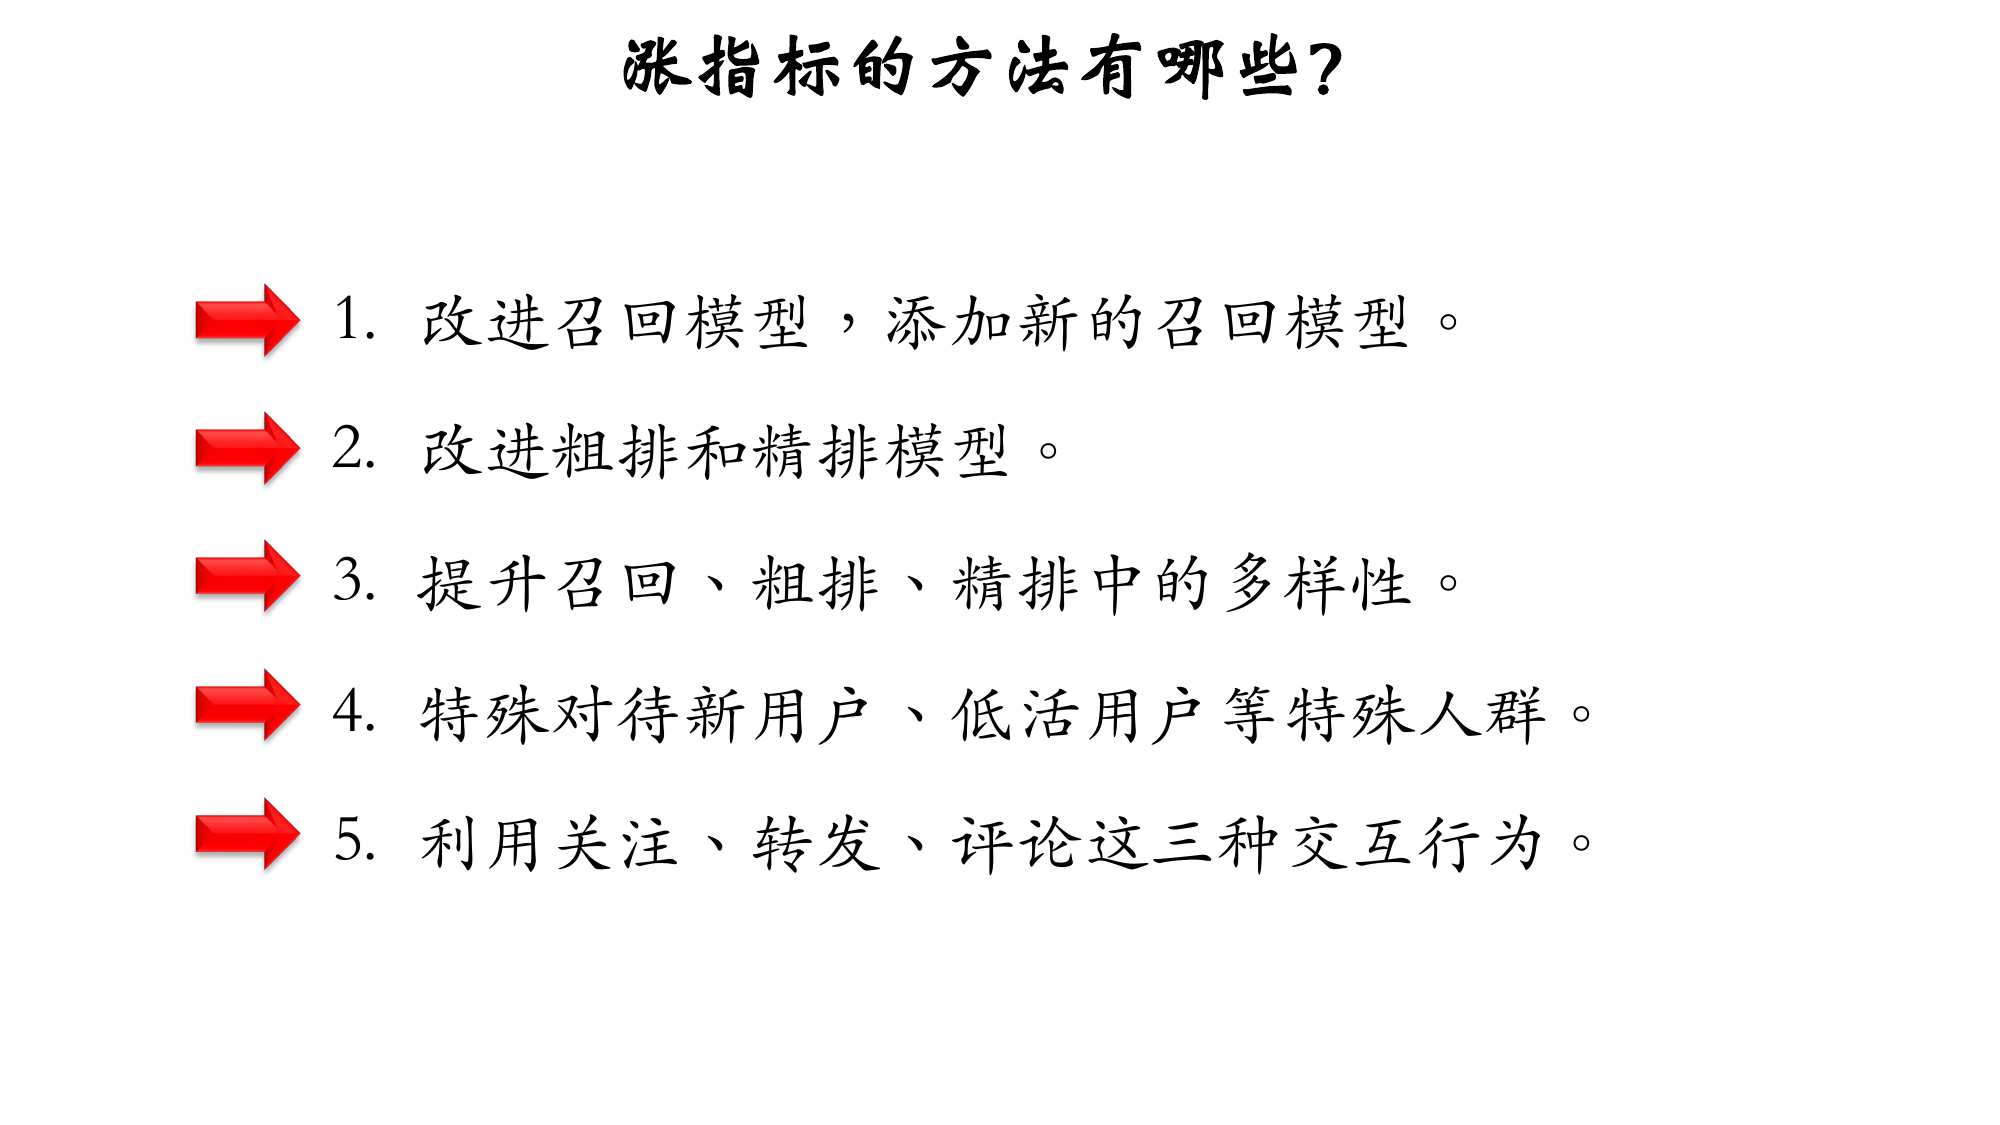 涨指标的方法有哪些?
1. 改进召回模型，添加新的召回模型。
2. 改进粗排和精排模型。
3. 提升召回、粗排、精排中的多样性。
4. 特殊对待新用户、低活用户等特殊人群。
5. 利用关注、转发、评论这三种交互行为。